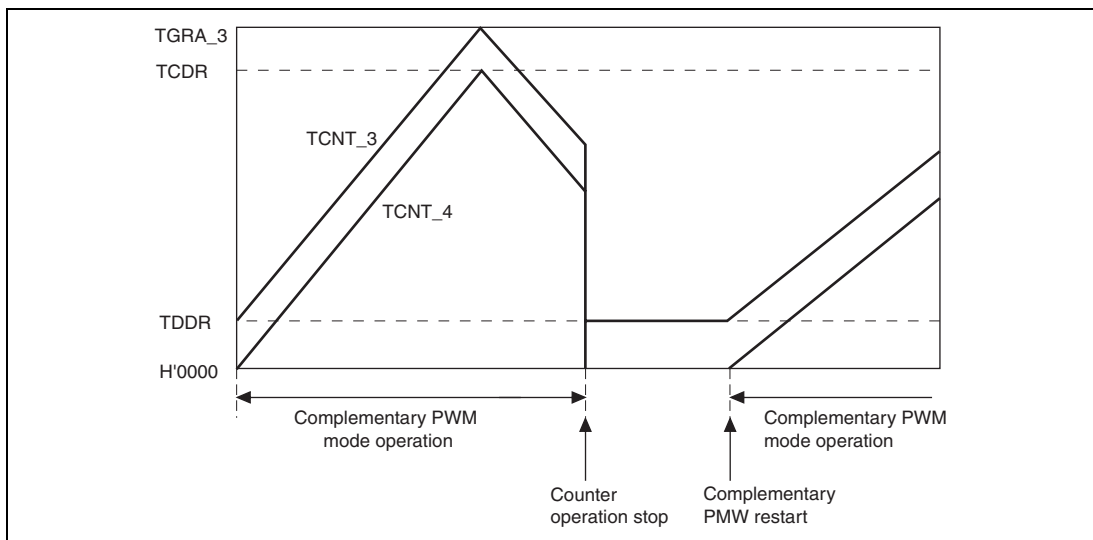 TGRA_3
TCDR
TCNT_3
TCNT_4
TDDR
H'0000
Complementary PWM
mode operation
Complementary PWM
mode operation
Counter
operation stop
Complementary
PMW restart